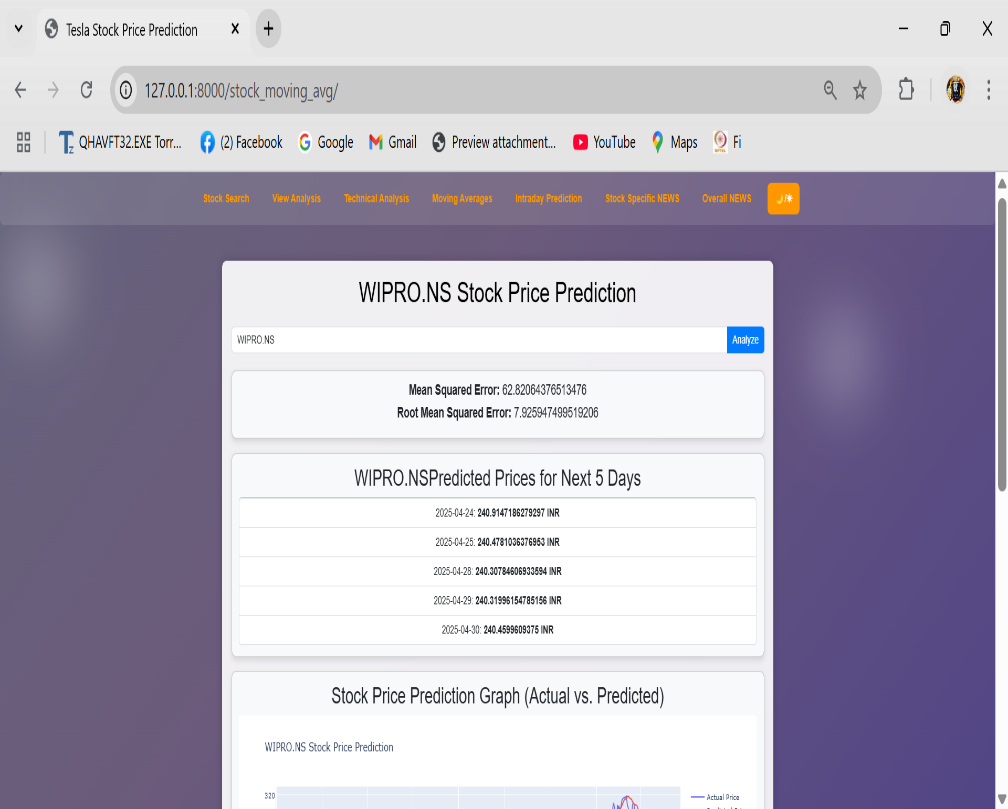 Tesla Stock Price Prediction
127.0.0.1:8000/stock_moving_avg/
QHAVFT32.EXE Torr... (2) Facebook Google Gmail Preview attachment... YouTube Maps Fi
Stock Search View Analysis Technical Analysis Moving Averages Intraday Prediction Stock Specific NEWS Overall NEWS
WIPRO.NS Stock Price Prediction
WIPRO.NS Analyze
Mean Squared Error: 62.82064376513476
Root Mean Squared Error: 7.925947499519206
WIPRO.NSPredicted Prices for Next 5 Days
2025-04-24: 240.9147186279297 INR
2025-04-25: 240.4781036376953 INR
2025-04-28: 240.30784606933594 INR
2025-04-29: 240.31996154785156 INR
2025-04-30: 240.4599609375 INR
Stock Price Prediction Graph (Actual vs. Predicted)
WIPRO.NS Stock Price Prediction
320
Actual Price